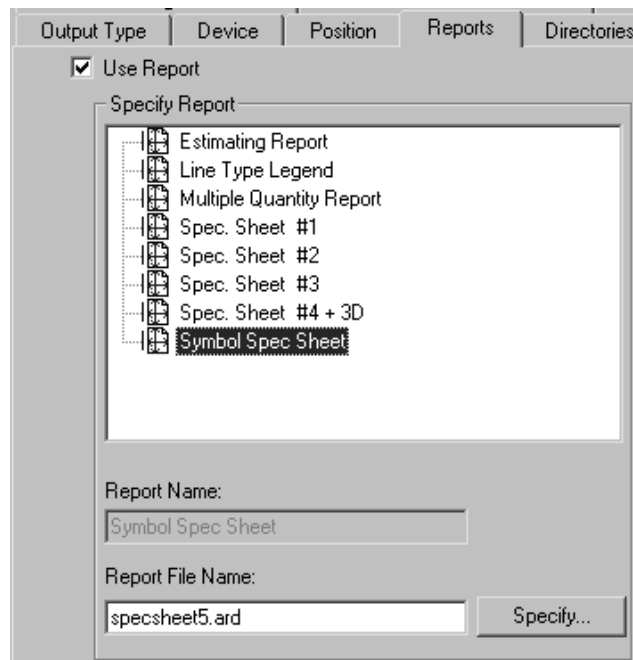 Output Type Device Position Reports Directories
Use Report
Specify Report
Estimating Report
Line Type Legend
Multiple Quantity Report
Spec. Sheet #1
Spec. Sheet #2
Spec. Sheet #3
Spec. Sheet #4 + 3D
Symbol Spec Sheet
Report Name:
Symbol Spec Sheet
Report File Name:
specsheet5.ard Specify...